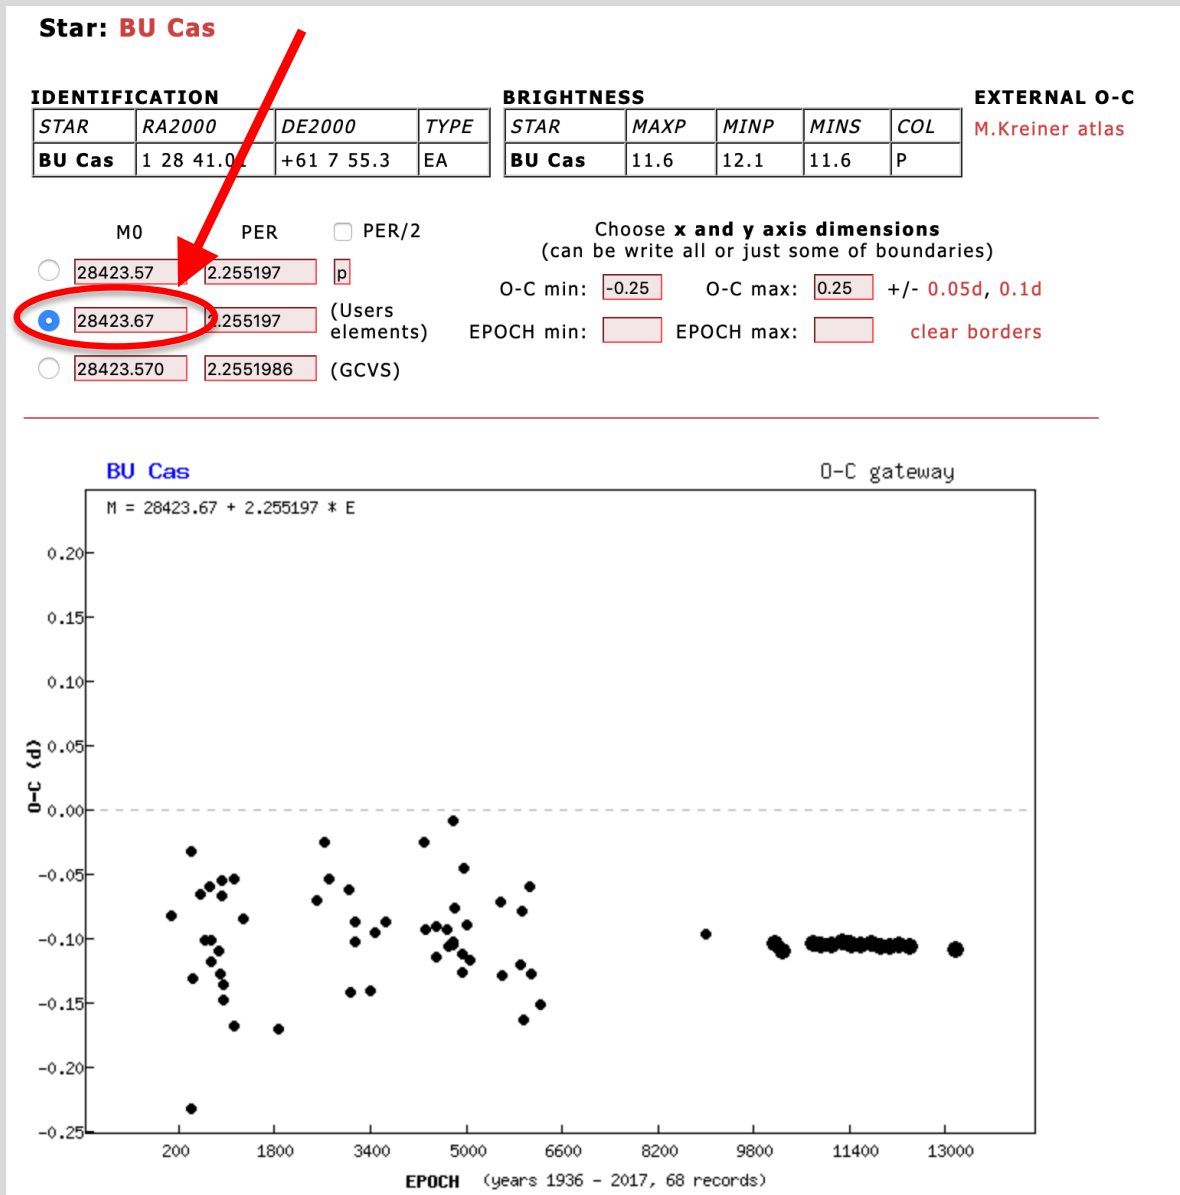 Star: BU Cas
IDENTIFICATION
STAR RA2000 DE2000 TYPE
BU Cas 1 28 41.01 +61 7 55.3 EA
BRIGHTNESS
STAR MAXP MINP MINS COL
BU Cas 11.6 12.1 11.6 P
EXTERNAL O-C
M.Kreiner atlas
M0 PER PER/2
28423.57 2.255197 p
28423.67 2.255197 (Users elements)
28423.570 2.2551986 (GCVS)
Choose x and y axis dimensions
(can be write all or just some of boundaries)
O-C min: -0.25 O-C max: 0.25 +/- 0.05d, 0.1d
EPOCH min: EPOCH max: clear borders
BU Cas O-C gateway
M = 28423.67 + 2.255197 * E
0.20
0.15
0.10
0.05
0.00
-0.05
-0.10
-0.15
-0.20
-0.25
O-C (d)
200 1800 3400 5000 6600 8200 9800 11400 13000
EPOCH (years 1936 - 2017, 68 records)